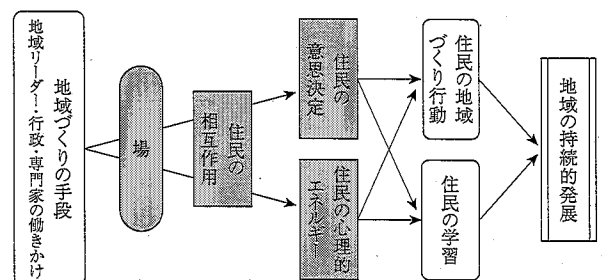 地域づくりの手段
地域リーダー・行政・専門家の働きかけ
場
住民の
相互作用
住民の
意思決定
住民の心理的
エネルギー
住民の地域
づくり行動
住民の学習
地域の持続的発展